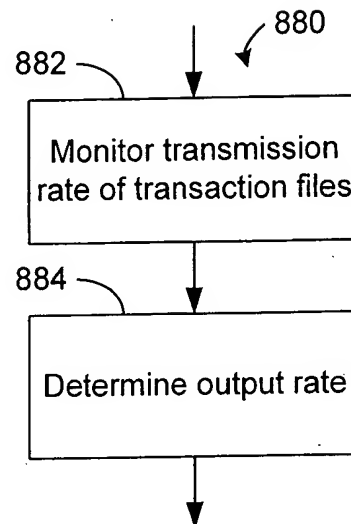 880
882
Monitor transmission
rate of transaction files
884
Determine output rate